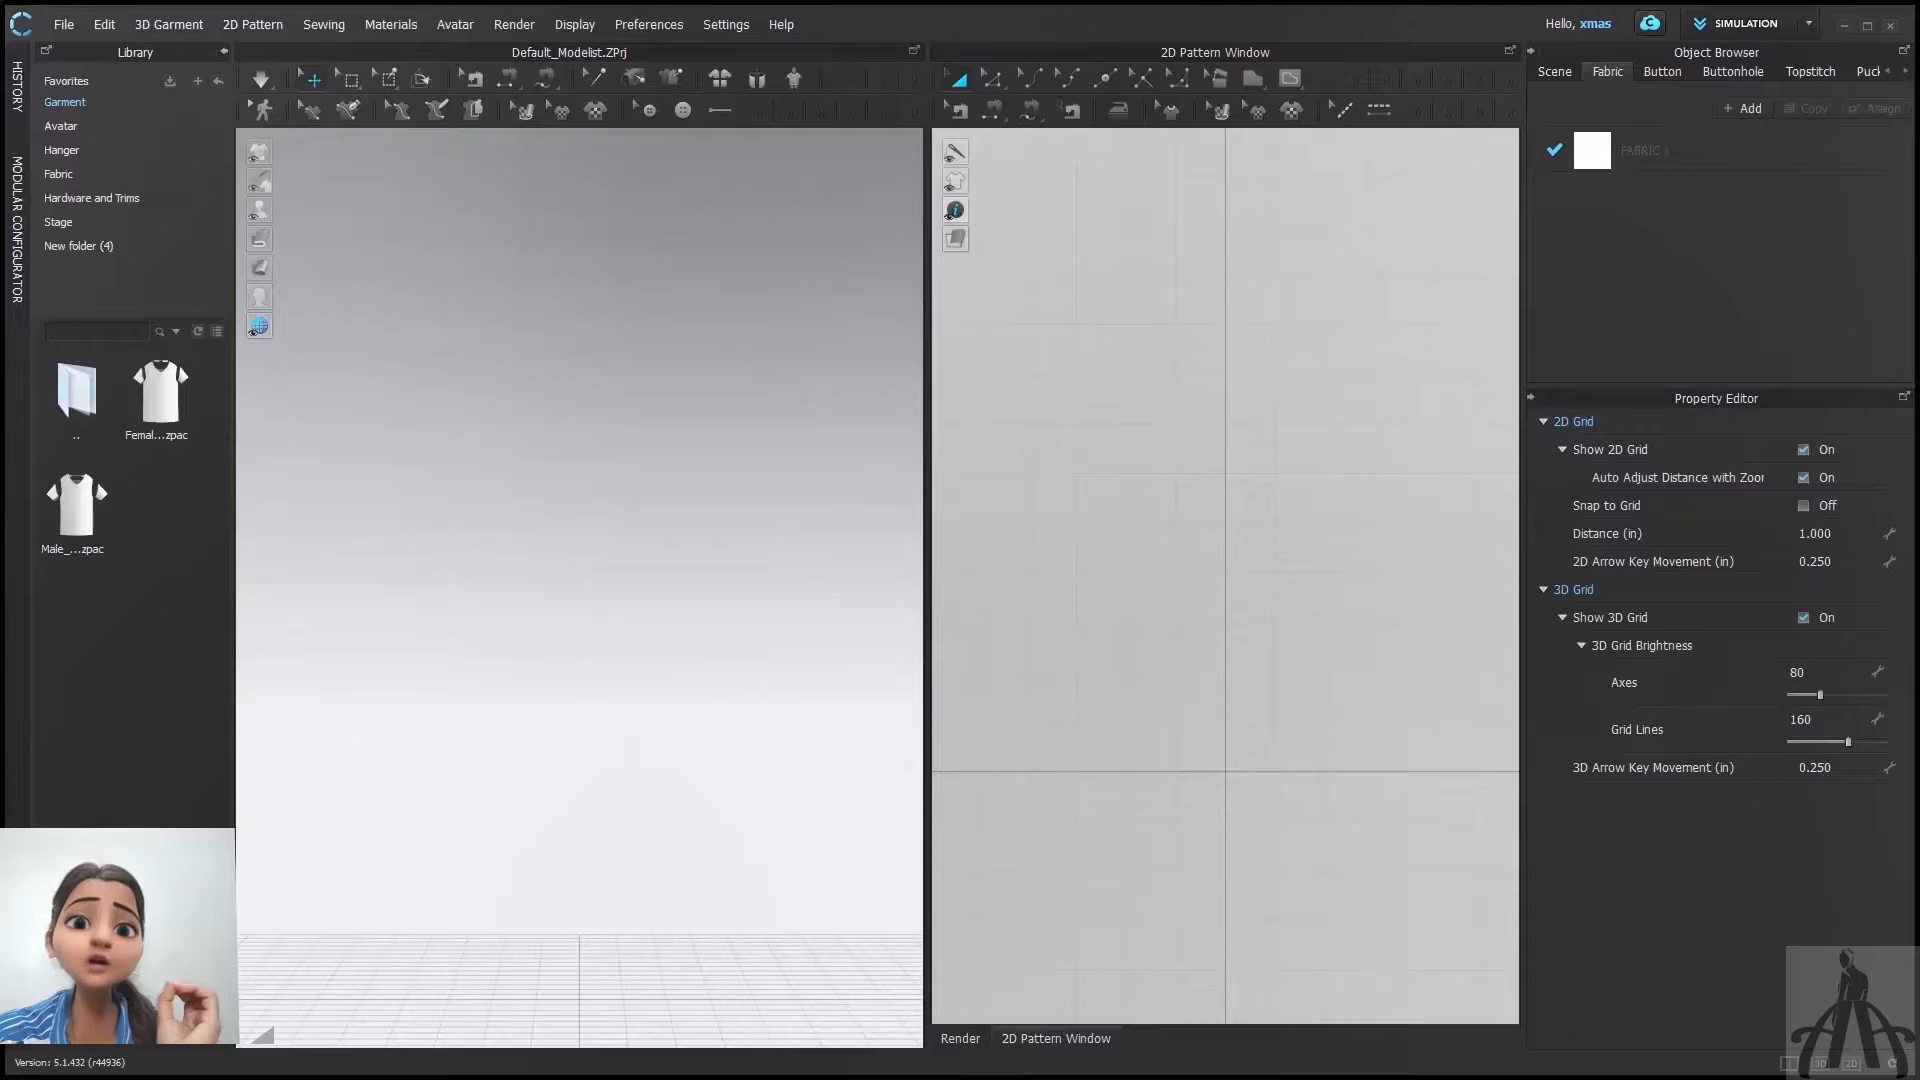 File Edit 3D Garment 2D Pattern Sewing Materials Avatar Render Display Preferences Settings Help
Hello, xmas
SIMULATION
Library
Default_Modelist.ZPrj
2D Pattern Window
Object Browser
HISTORY
MODULAR CONFIGURATOR
Favorites
Garment
Avatar
Hanger
Fabric
Hardware and Trims
Stage
New folder (4)
..
Femal...zpac
Male_...zpac
Scene Fabric Button Buttonhole Topstitch Puck
+ Add Copy Assign
FABRIC
Property Editor
2D Grid
Show 2D Grid On
Auto Adjust Distance with Zoor On
Snap to Grid Off
Distance (in) 1.000
2D Arrow Key Movement (in) 0.250
3D Grid
Show 3D Grid On
3D Grid Brightness
Axes 80
Grid Lines 160
3D Arrow Key Movement (in) 0.250
Render 2D Pattern Window
Version: 5.1.432 (r44936)
3D 2D